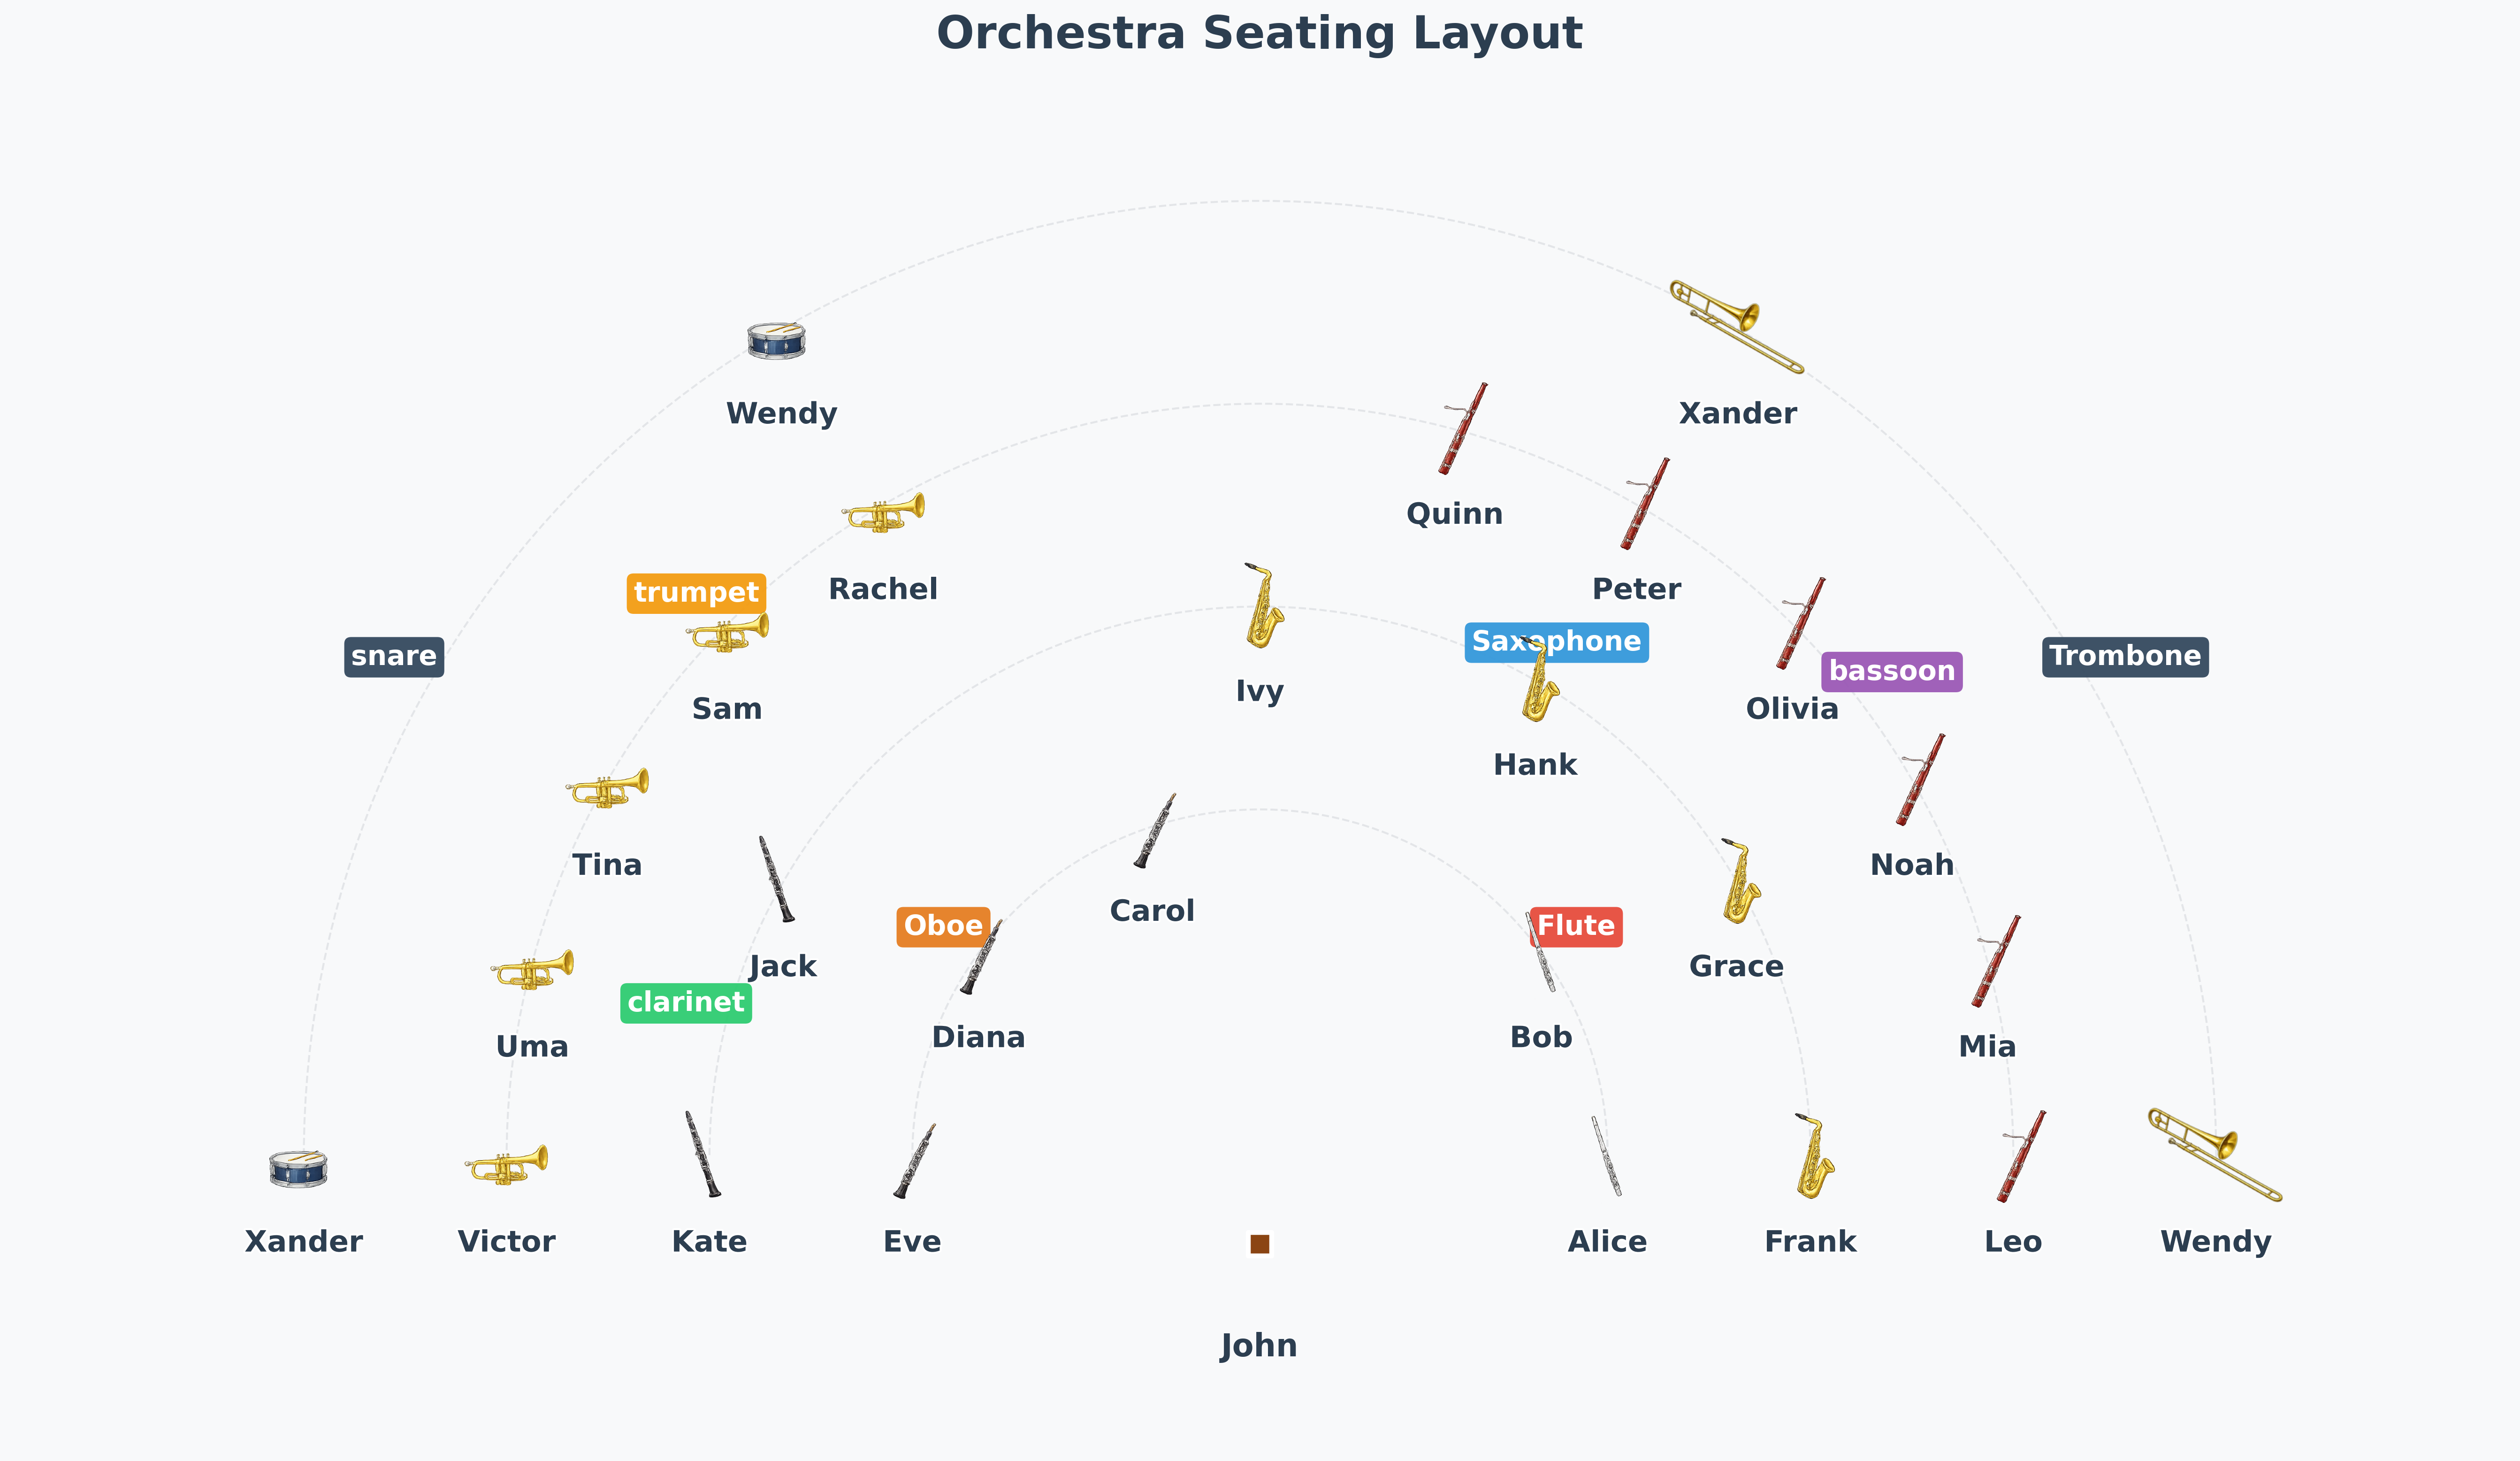 Orchestra Seating Layout
Wendy
Xander
Quinn
trumpet
Rachel
Peter
snare
Saxophone
bassoon
Trombone
Sam
Ivy
Olivia
Hank
Tina
Noah
Carol
Oboe
Flute
Jack
Grace
clarinet
Diana
Bob
Uma
Mia
Xander
Victor
Kate
Eve
Alice
Frank
Leo
Wendy
John